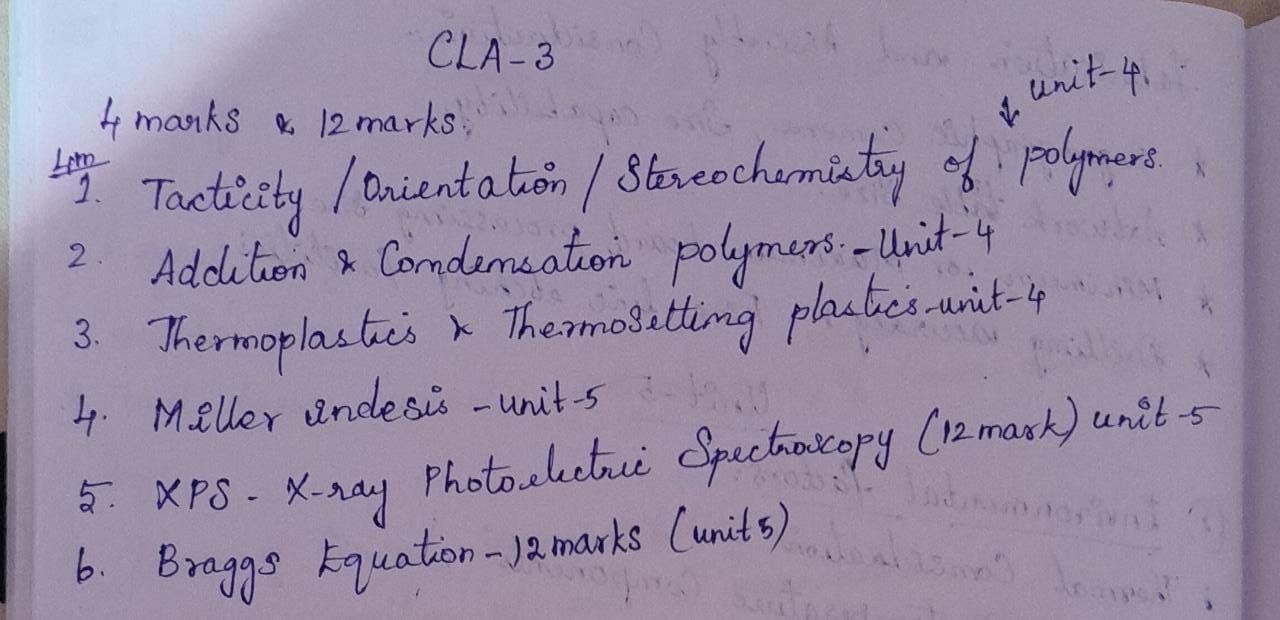 CLA-3
↓ unit-4.
4 marks & 12 marks:
4m
1. Tacticity / Orientation / Stereochemistry of polymers.
2. Addition & Condensation polymers. - Unit-4
3. Thermoplastics & Thermosetting plastics-unit-4
4. Miller indesis - unit-5
5. XPS - X-ray Photoelectric Spectroscopy (12 mark) unit-5
6. Braggs Equation - 12 marks (unit 5)